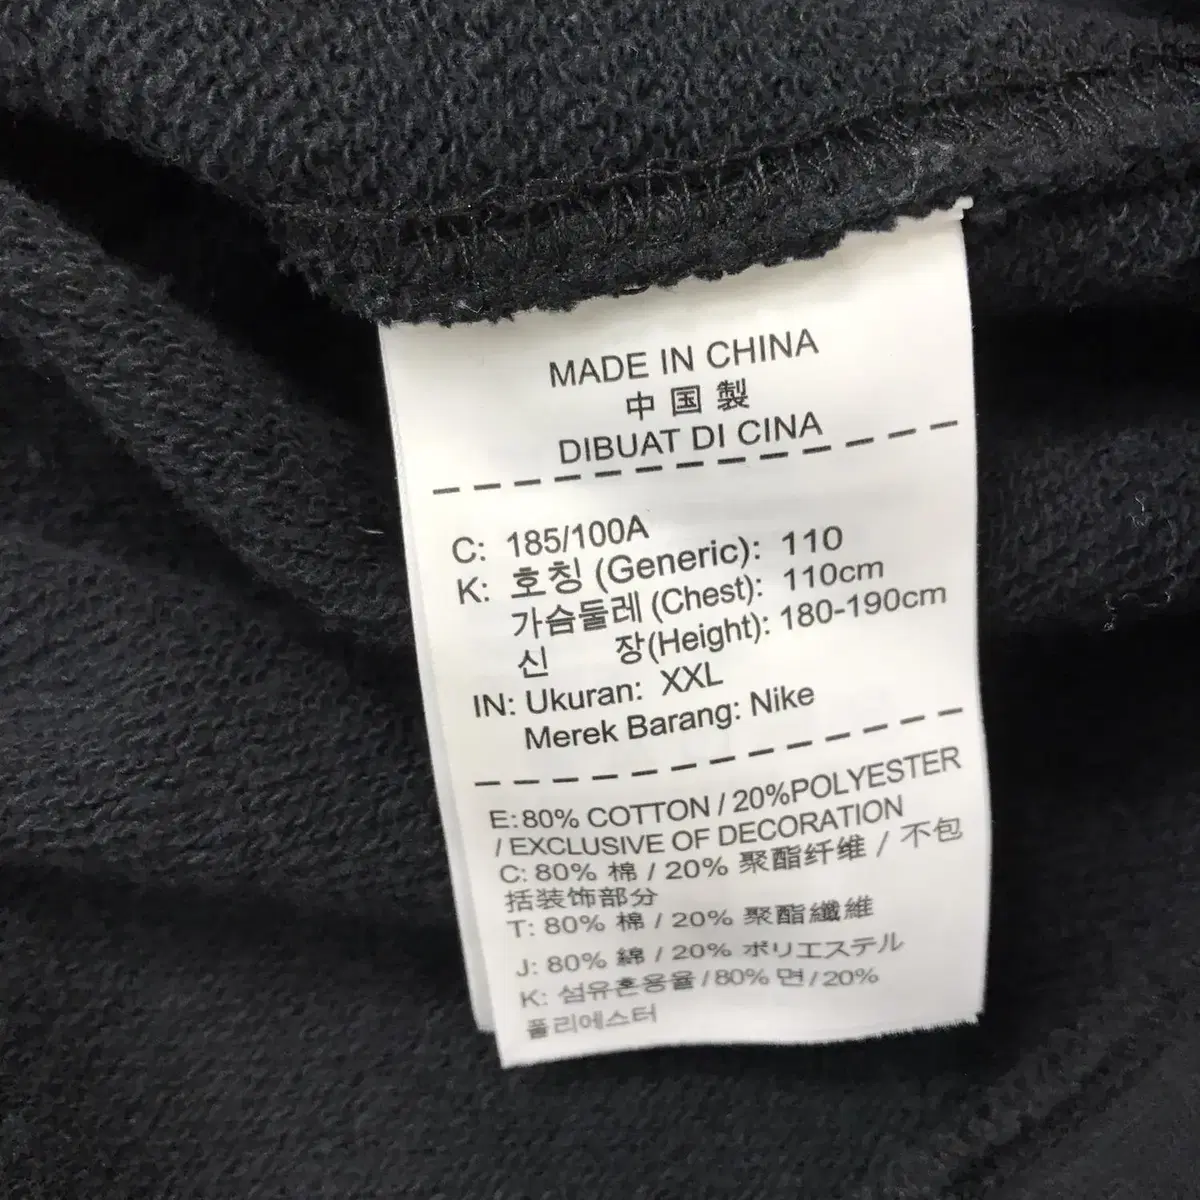 MADE IN CHINA
中国製
DIBUAT DI CINA
C: 185/100A
K: 호칭 (Generic): 110
가슴둘레 (Chest): 110cm
신 장(Height): 180-190cm
IN: Ukuran: XXL
Merek Barang: Nike
E: 80% COTTON / 20%POLYESTER
/ EXCLUSIVE OF DECORATION
C: 80% 棉 / 20% 聚酯纤维 / 不包
括装饰部分
T: 80% 棉 / 20% 聚酯纖維
J: 80% 綿 / 20% ポリエステル
K: 섬유혼용율 / 80% 면 / 20%
폴리에스터